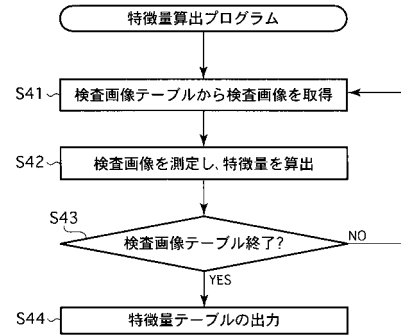 特徴量算出プログラム
S41 検査画像テーブルから検査画像を取得
S42 検査画像を測定し、特徴量を算出
S43
検査画像テーブル終了?
NO
YES
S44 特徴量テーブルの出力